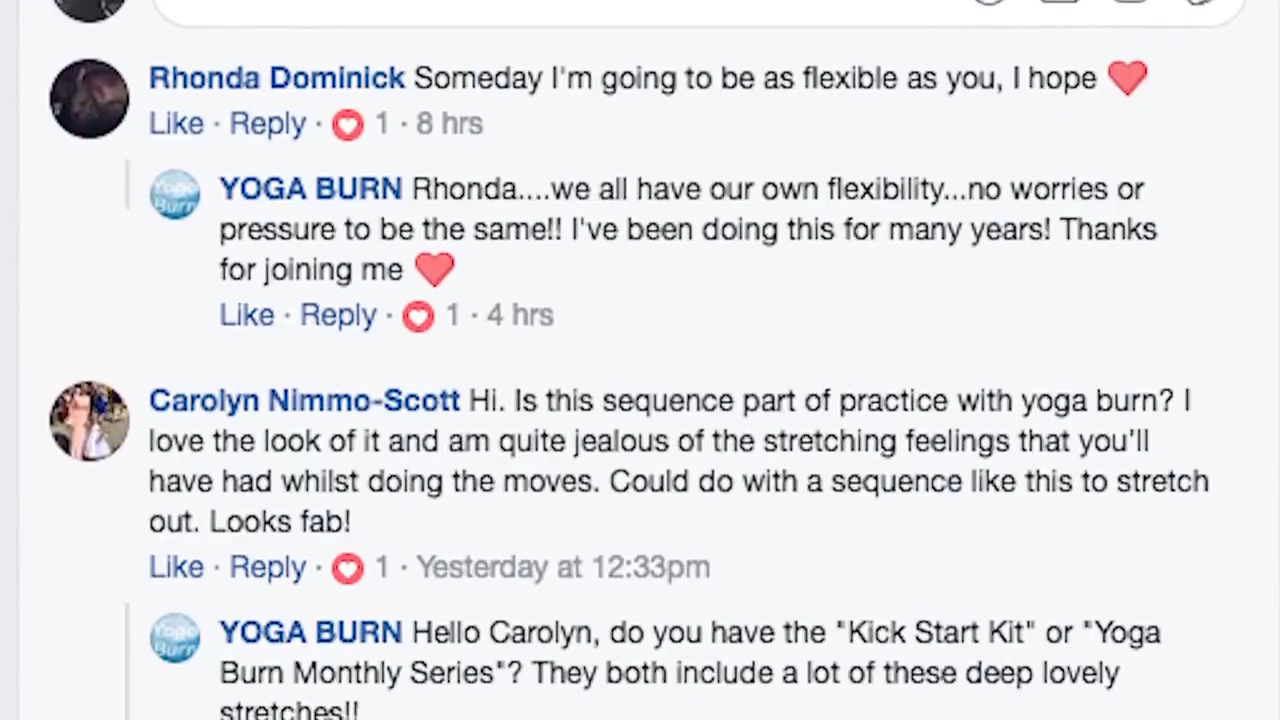 Rhonda Dominick Someday I'm going to be as flexible as you, I hope
Like · Reply · 1 · 8 hrs
Yoga
Burn
YOGA BURN Rhonda....we all have our own flexibility...no worries or
pressure to be the same!! I've been doing this for many years! Thanks
for joining me
Like · Reply · 1 · 4 hrs
Carolyn Nimmo-Scott Hi. Is this sequence part of practice with yoga burn? I
love the look of it and am quite jealous of the stretching feelings that you'll
have had whilst doing the moves. Could do with a sequence like this to stretch
out. Looks fab!
Like · Reply · 1 · Yesterday at 12:33pm
Yoga
Burn
YOGA BURN Hello Carolyn, do you have the "Kick Start Kit" or "Yoga
Burn Monthly Series"? They both include a lot of these deep lovely
stretches!!